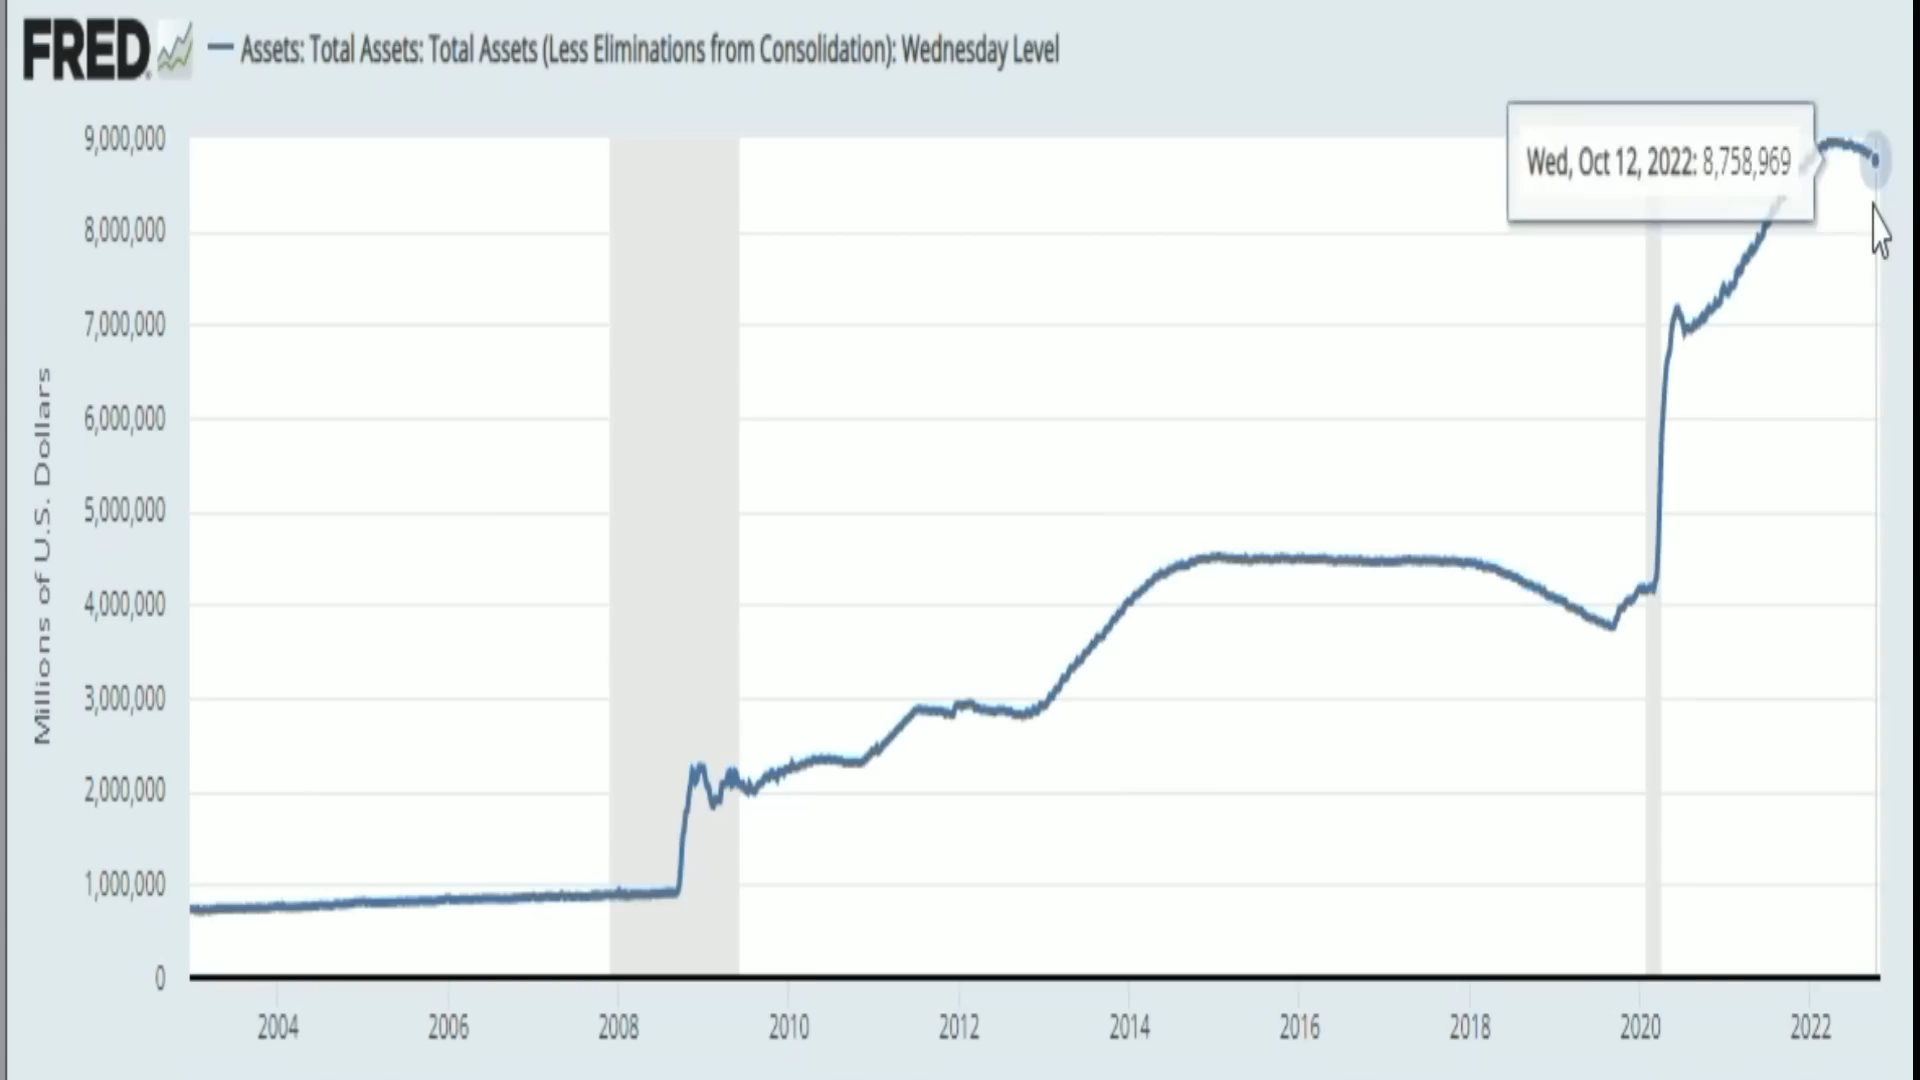 FRED
Assets: Total Assets: Total Assets (Less Eliminations from Consolidation): Wednesday Level
Wed, Oct 12, 2022: 8,758,969
Millions of U.S. Dollars
9,000,000
8,000,000
7,000,000
6,000,000
5,000,000
4,000,000
3,000,000
2,000,000
1,000,000
0
2004 2006 2008 2010 2012 2014 2016 2018 2020 2022